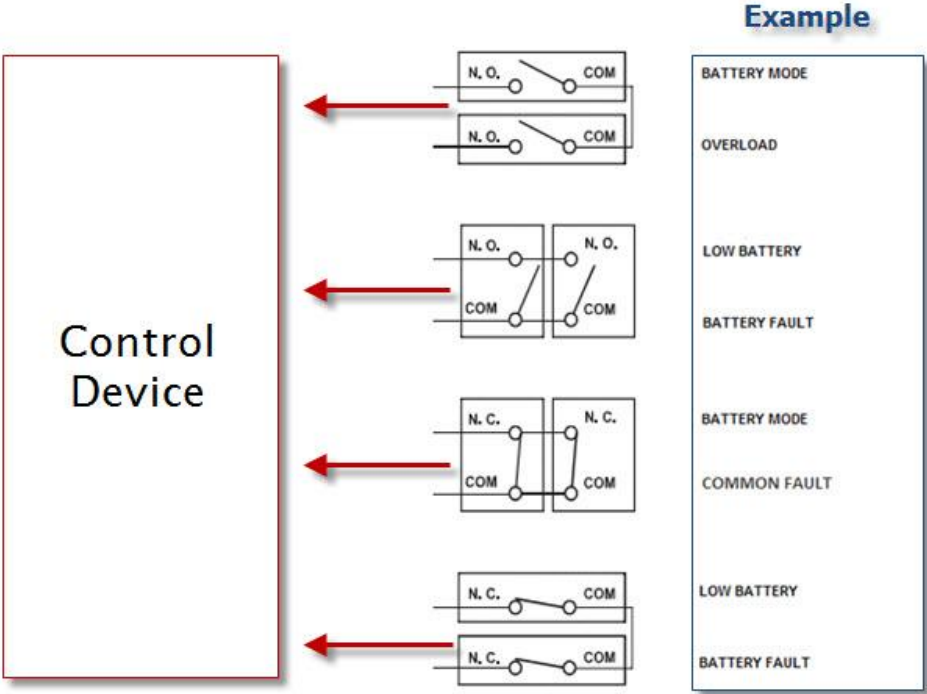 Example
N. O. COM BATTERY MODE
N. O. COM OVERLOAD
N. O. N. O. LOW BATTERY
COM COM BATTERY FAULT
Control
Device
N. C. N. C. BATTERY MODE
COM COM COMMON FAULT
N. C. COM LOW BATTERY
N. C. COM BATTERY FAULT